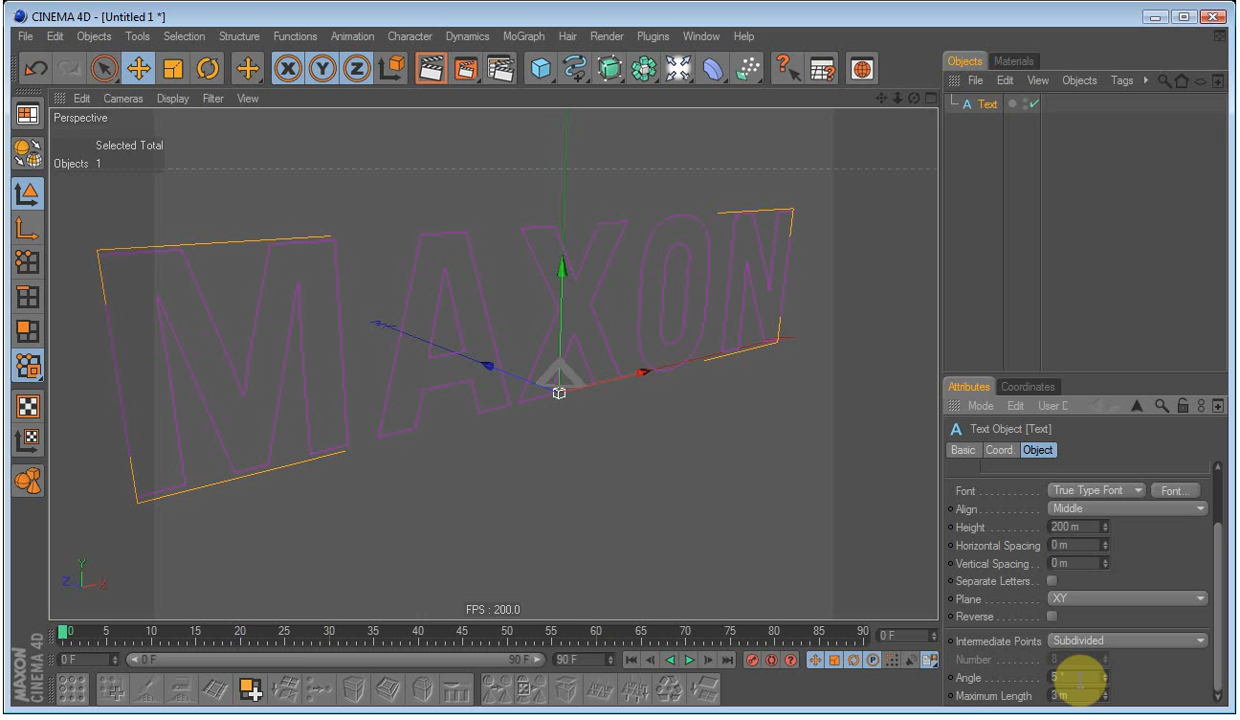 CINEMA 4D - [Untitled 1 *]
File Edit Objects Tools Selection Structure Functions Animation Character Dynamics MoGraph Hair Render Plugins Window Help
X Y Z
Objects Materials
File Edit View Objects Tags
Edit Cameras Display Filter View
A Text
Perspective
Selected Total
Objects 1
MAXON
Attributes Coordinates
Mode Edit User D
A Text Object [Text]
Basic Coord. Object
Font . . . . . . . . . . . True Type Font Font...
Align. . . . . . . . . . . Middle
Height . . . . . . . . . . 200 m
Horizontal Spacing 0 m
Vertical Spacing . . 0 m
Separate Letters. .
Plane . . . . . . . . . . XY
Reverse . . . . . . . .
Intermediate Points Subdivided
Number . . . . . . . . 8
Angle . . . . . . . . . . 5 °
Maximum Length 3 m
Y
Z X
FPS : 200.0
0 5 10 15 20 25 30 35 40 45 50 55 60 65 70 75 80 85 90 0 F
0 F 0 F 90 F 90 F
P
MAXON
CINEMA 4D